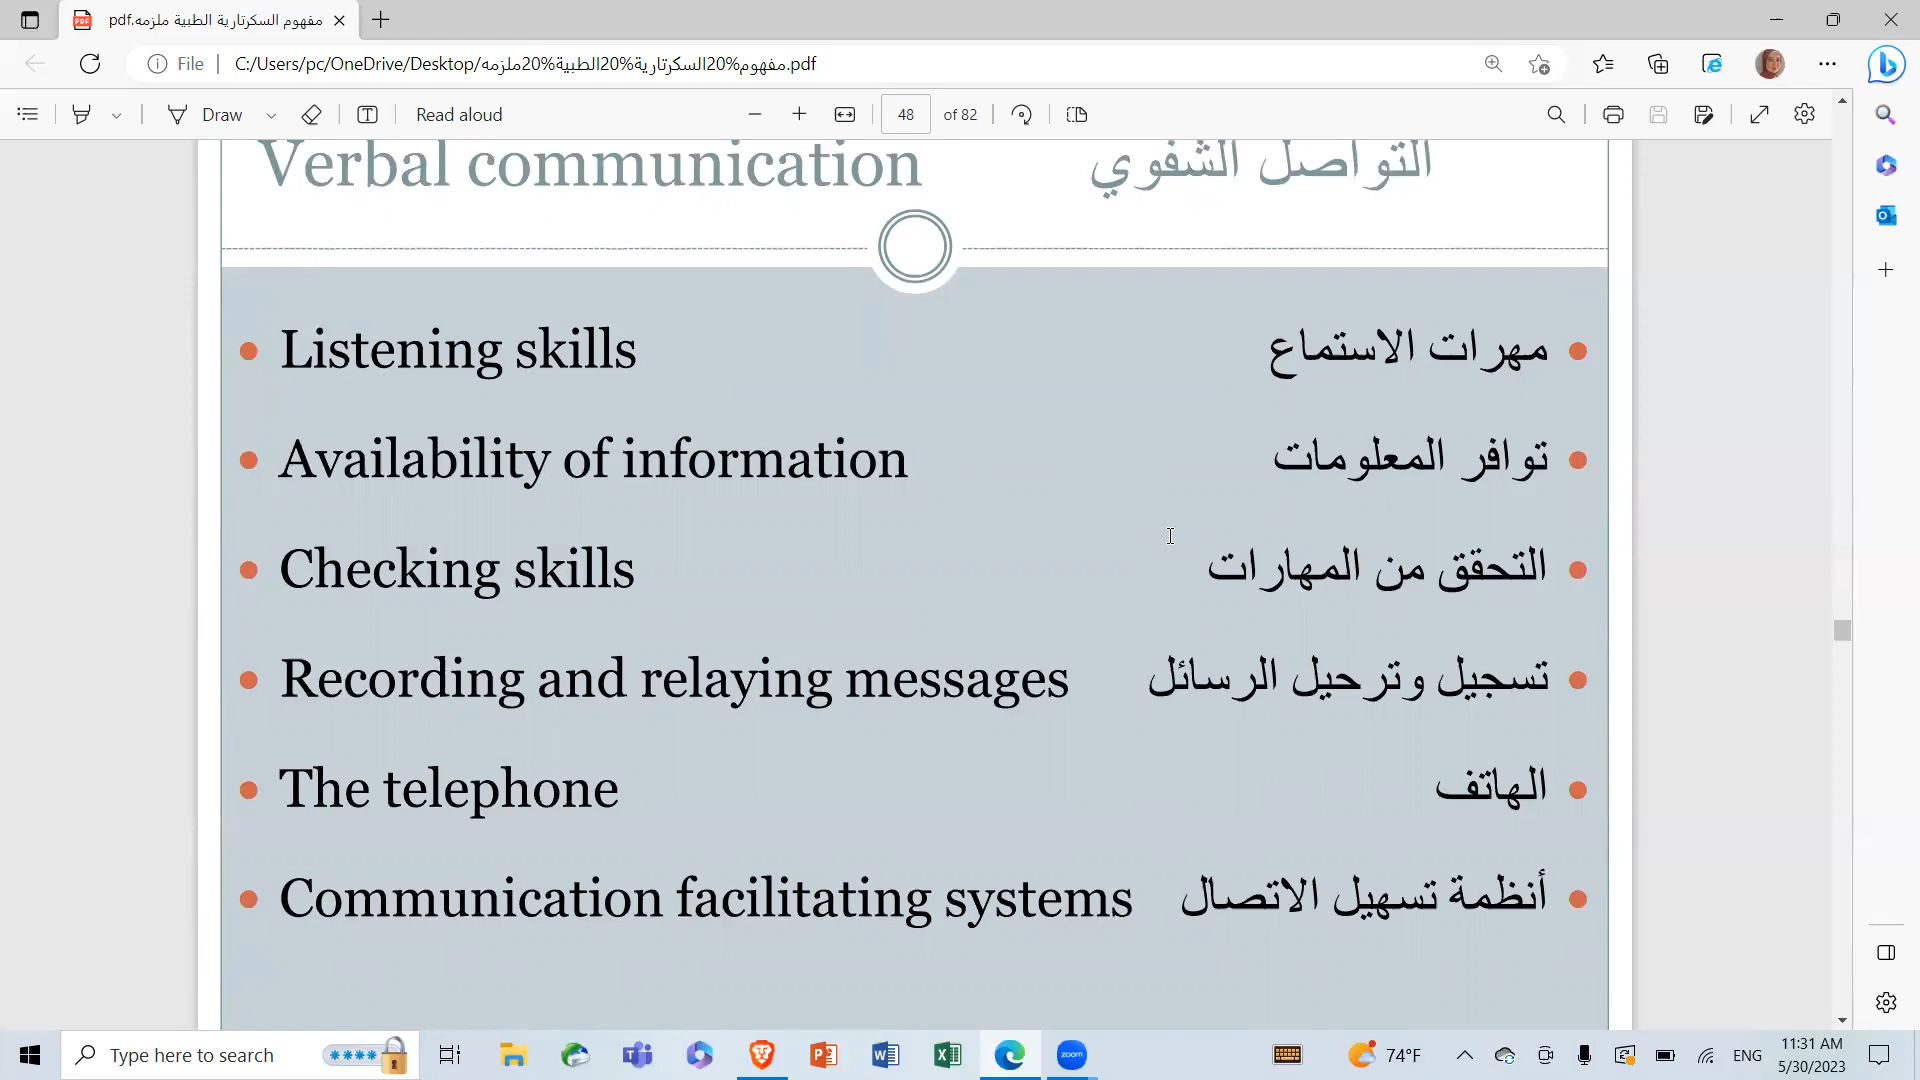 مفهوم السكرتارية الطبية ملزمه.pdf
File
C:/Users/pc/OneDrive/Desktop/مفهوم%20السكرتارية%20الطبية%20ملزمه.pdf
Draw
Read aloud
48 of 82
Verbal communication التواصل الشفوي
Listening skills مهرات الاستماع
Availability of information توافر المعلومات
Checking skills التحقق من المهارات
Recording and relaying messages تسجيل وترحيل الرسائل
The telephone الهاتف
Communication facilitating systems أنظمة تسهيل الاتصال
Type here to search
zoom
74°F
ENG
11:31 AM
5/30/2023